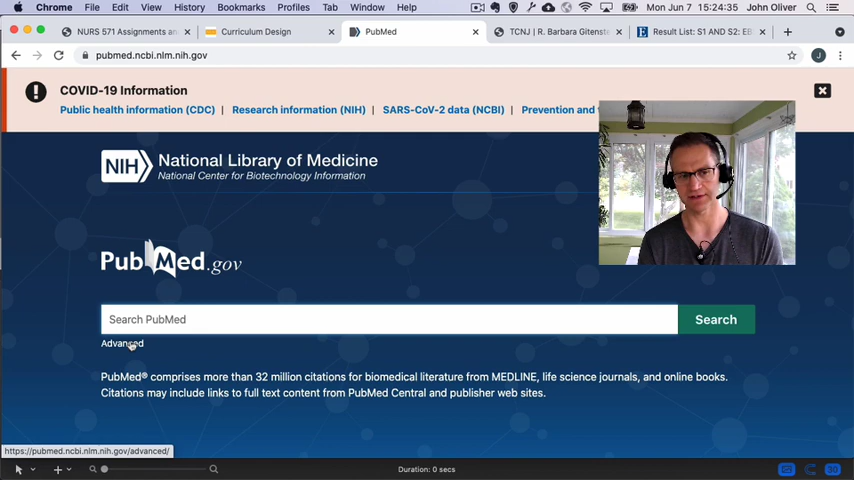 Chrome File Edit View History Bookmarks Profiles Tab Window Help Mon Jun 7 15:24:35 John Oliver
NURS 571 Assignments an
Curriculum Design
PubMed
TCNJ | R. Barbara Gitenste
Result List: S1 AND S2: EB
pubmed.ncbi.nlm.nih.gov
J
COVID-19 Information
Public health information (CDC) | Research information (NIH) | SARS-CoV-2 data (NCBI) | Prevention and
NIH National Library of Medicine
National Center for Biotechnology Information
PubMed.gov
Search PubMed
Search
Advanced
PubMed® comprises more than 32 million citations for biomedical literature from MEDLINE, life science journals, and online books.
Citations may include links to full text content from PubMed Central and publisher web sites.
https://pubmed.ncbi.nlm.nih.gov/advanced/
Duration: 0 secs
30